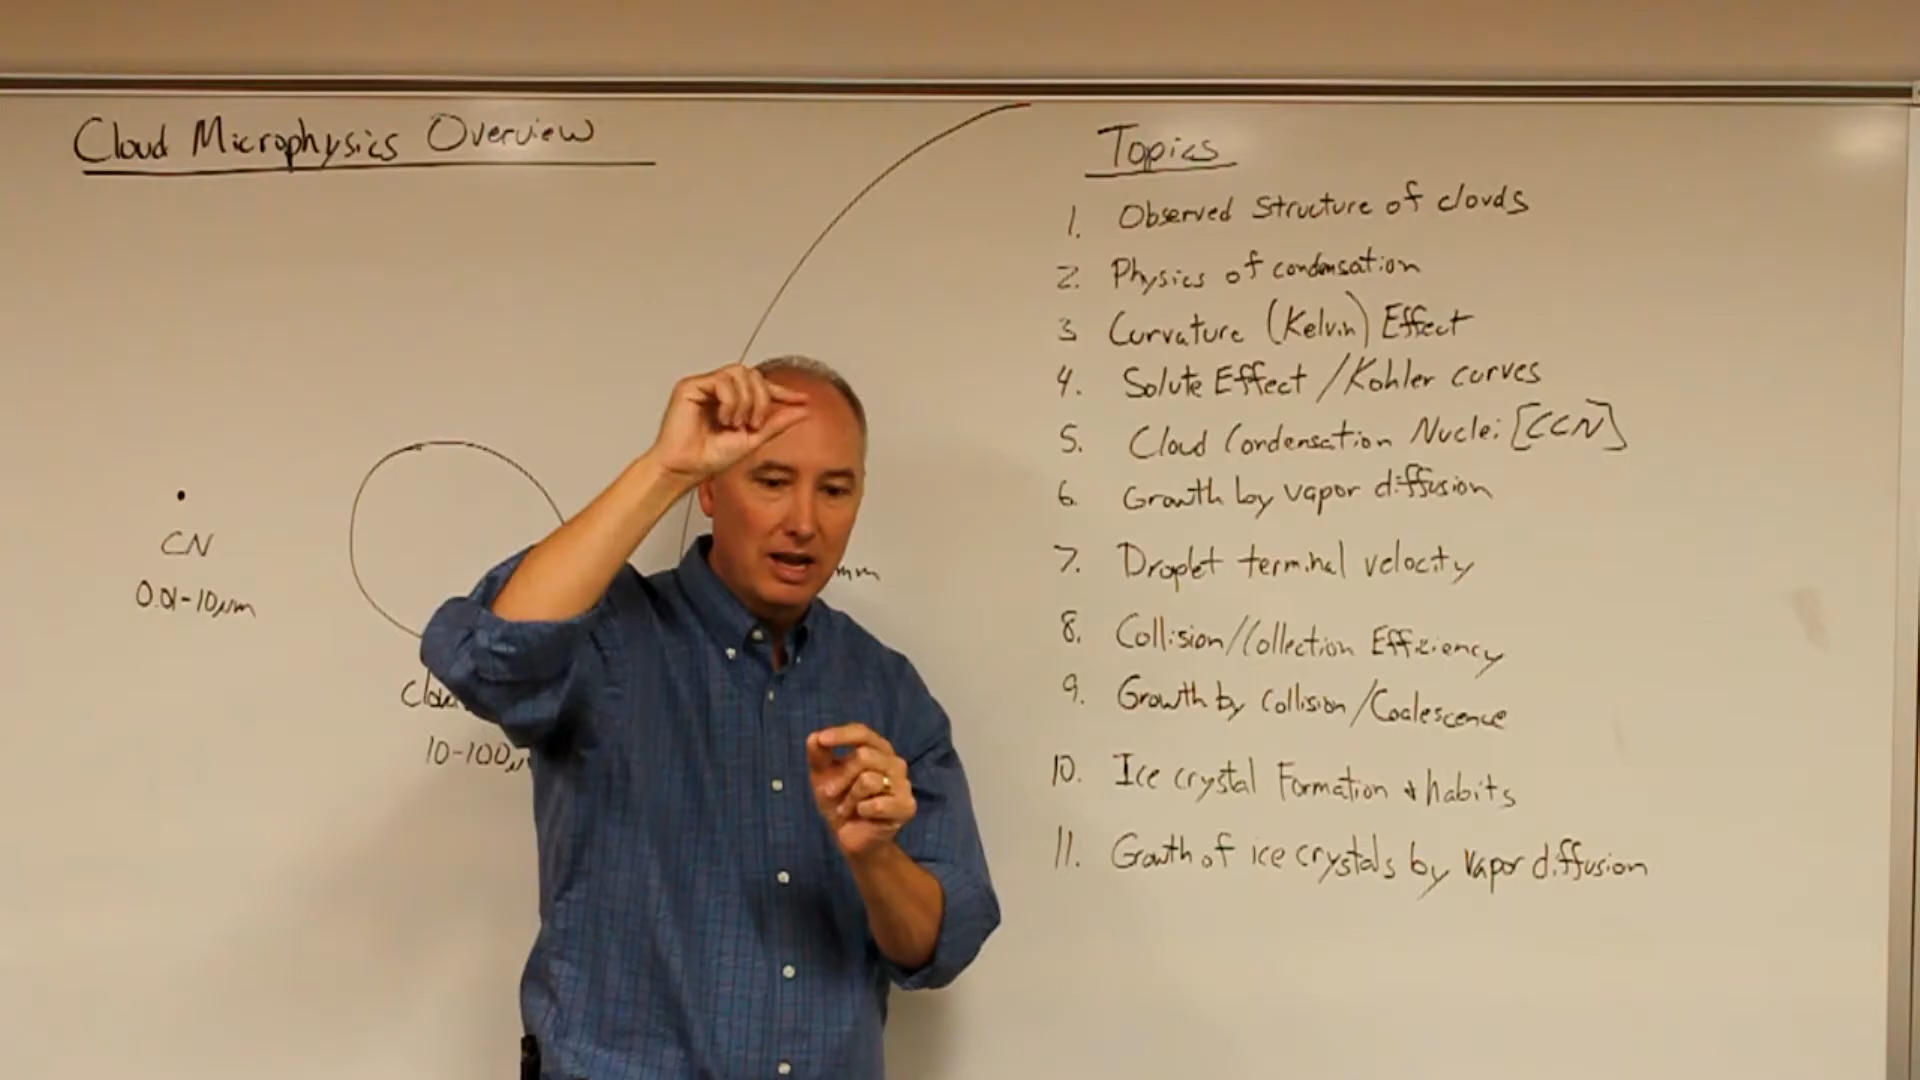 Cloud Microphysics Overview
CN
0.01-10μm
10-100μ
mm
Topics
1. Observed Structure of clouds
2. Physics of condensation
3 Curvature (Kelvin) Effect
4. Solute Effect /Kohler curves
5. Cloud Condensation Nuclei [CCN]
6. Growth by vapor diffusion
7. Droplet terminal velocity
8. Collision/Collection Efficiency
9. Growth by Collision/Coalescence
10. Ice crystal Formation & habits
11. Growth of ice crystals by vapor diffusion